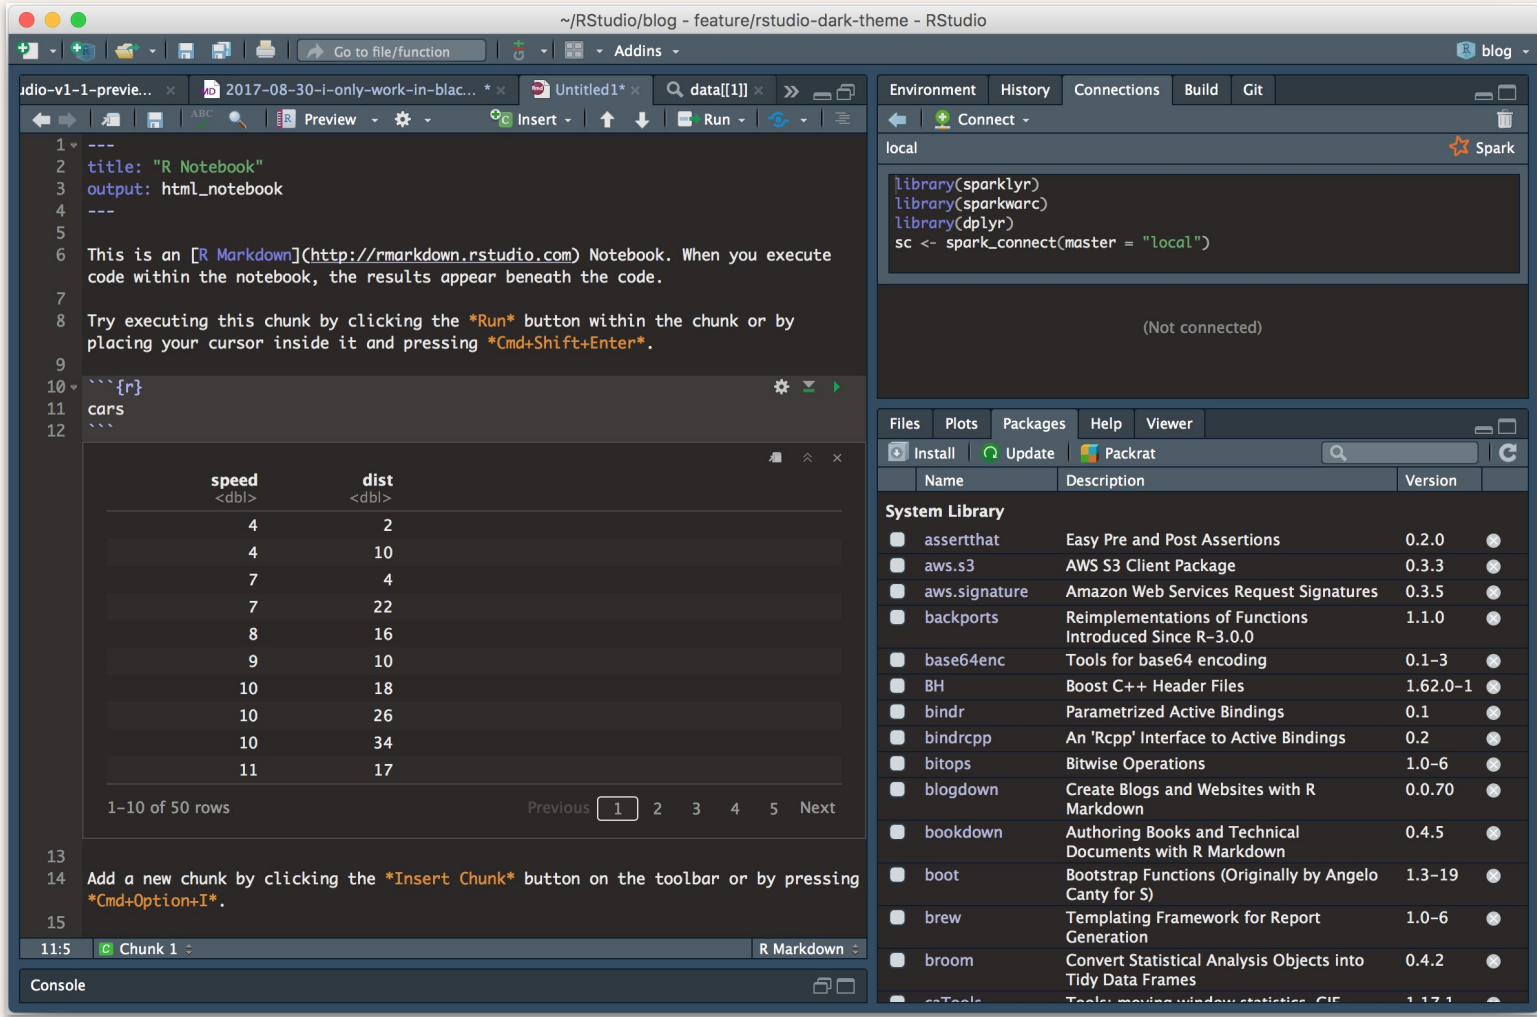 ~/RStudio/blog - feature/rstudio-dark-theme - RStudio
Go to file/function
Addins
blog
udio-v1-1-previe...
MD 2017-08-30-i-only-work-in-blac... *
Untitled1*
data[[1]]
ABC
Preview
Insert
Run
1 ---
2 title: "R Notebook"
3 output: html_notebook
4 ---
5
6 This is an [R Markdown](http://rmarkdown.rstudio.com) Notebook. When you execute
code within the notebook, the results appear beneath the code.
7
8 Try executing this chunk by clicking the *Run* button within the chunk or by
placing your cursor inside it and pressing *Cmd+Shift+Enter*.
9
10 ```{r}
11 cars
12 ```
speed dist
<dbl> <dbl>
4 2
4 10
7 4
7 22
8 16
9 10
10 18
10 26
10 34
11 17
1-10 of 50 rows
Previous 1 2 3 4 5 Next
13
14 Add a new chunk by clicking the *Insert Chunk* button on the toolbar or by pressing
*Cmd+Option+I*.
15
11:5 C Chunk 1 R Markdown
Console
Environment History Connections Build Git
Connect
local Spark
library(sparklyr)
library(sparkwarc)
library(dplyr)
sc <- spark_connect(master = "local")
(Not connected)
Files Plots Packages Help Viewer
Install Update Packrat
Name Description Version
System Library
assertthat Easy Pre and Post Assertions 0.2.0
aws.s3 AWS S3 Client Package 0.3.3
aws.signature Amazon Web Services Request Signatures 0.3.5
backports Reimplementations of Functions 1.1.0
Introduced Since R-3.0.0
base64enc Tools for base64 encoding 0.1-3
BH Boost C++ Header Files 1.62.0-1
bindr Parametrized Active Bindings 0.1
bindrcpp An 'Rcpp' Interface to Active Bindings 0.2
bitops Bitwise Operations 1.0-6
blogdown Create Blogs and Websites with R 0.0.70
Markdown
bookdown Authoring Books and Technical 0.4.5
Documents with R Markdown
boot Bootstrap Functions (Originally by Angelo 1.3-19
Canty for S)
brew Templating Framework for Report 1.0-6
Generation
broom Convert Statistical Analysis Objects into 0.4.2
Tidy Data Frames
caTools Tools: moving window statistics, GIF, 1.17.1